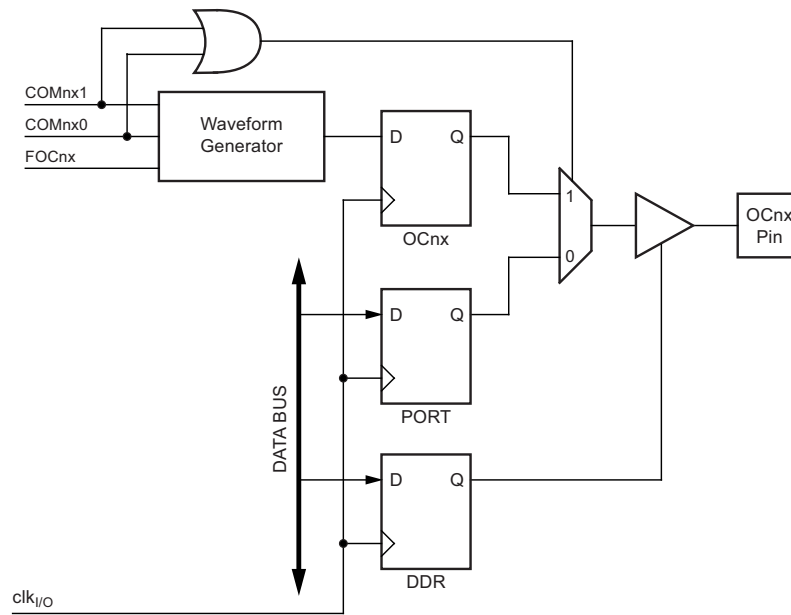 COMnx1
COMnx0
FOCnx
Waveform
Generator
D
Q
OCnx
1
0
OCnx
Pin
D
Q
PORT
DATA BUS
D
Q
DDR
clkI/O